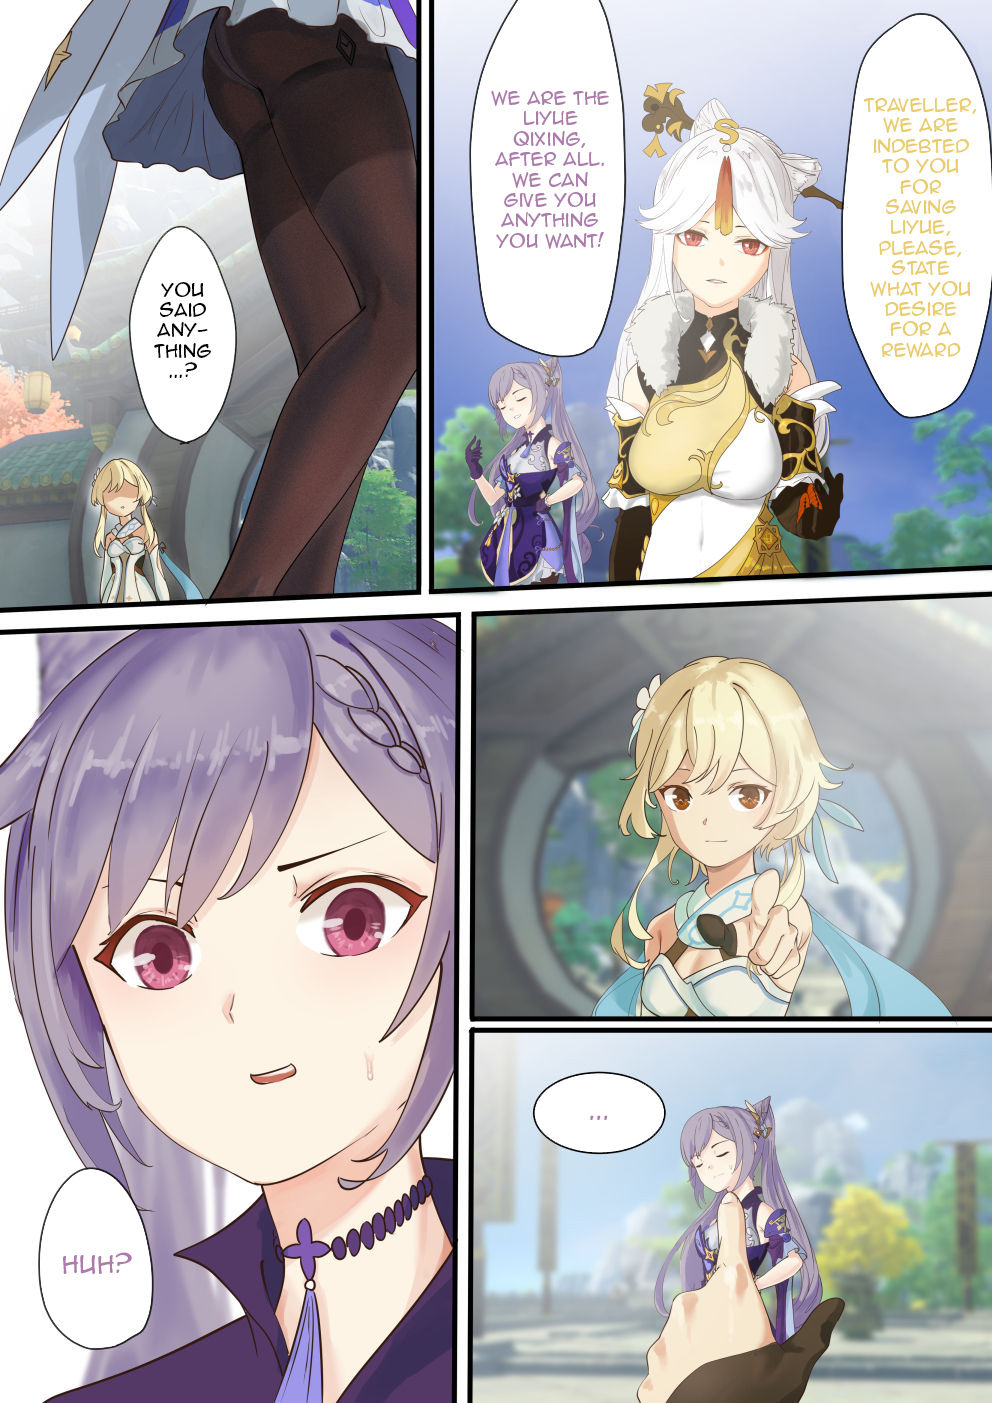 TRAVELLER,
WE ARE
INDEBTED
TO YOU
FOR
SAVING
LIYUE,
PLEASE,
STATE
WHAT YOU
DESIRE
FOR A
REWARD
WE ARE THE
LIYUE
QIXING,
AFTER ALL.
WE CAN
GIVE YOU
ANYTHING
YOU WANT!
YOU
SAID
ANY-
THING
...?
...
HUH?